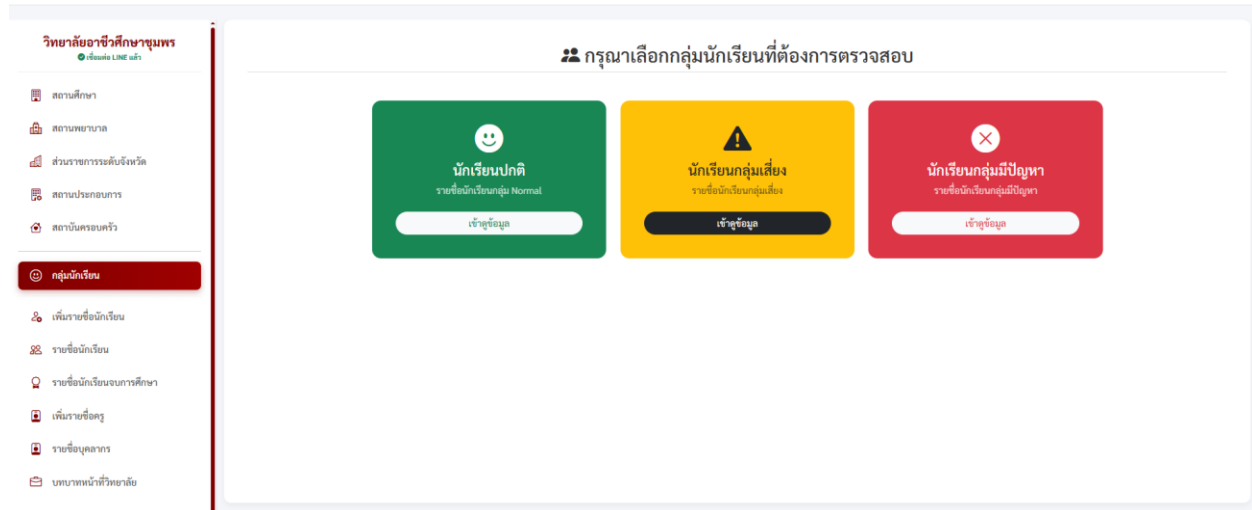 วิทยาลัยอาชีวศึกษาชุมพร
เชื่อมต่อ LINE แล้ว
สถานศึกษา
สถานพยาบาล
ส่วนราชการระดับจังหวัด
สถานประกอบการ
สถาบันครอบครัว
กลุ่มนักเรียน
เพิ่มรายชื่อนักเรียน
รายชื่อนักเรียน
รายชื่อนักเรียนจบการศึกษา
เพิ่มรายชื่อครู
รายชื่อบุคลากร
บทบาทหน้าที่วิทยาลัย
กรุณาเลือกกลุ่มนักเรียนที่ต้องการตรวจสอบ
นักเรียนปกติ
รายชื่อนักเรียนกลุ่ม Normal
เข้าดูข้อมูล
นักเรียนกลุ่มเสี่ยง
รายชื่อนักเรียนกลุ่มเสี่ยง
เข้าดูข้อมูล
นักเรียนกลุ่มมีปัญหา
รายชื่อนักเรียนกลุ่มมีปัญหา
เข้าดูข้อมูล